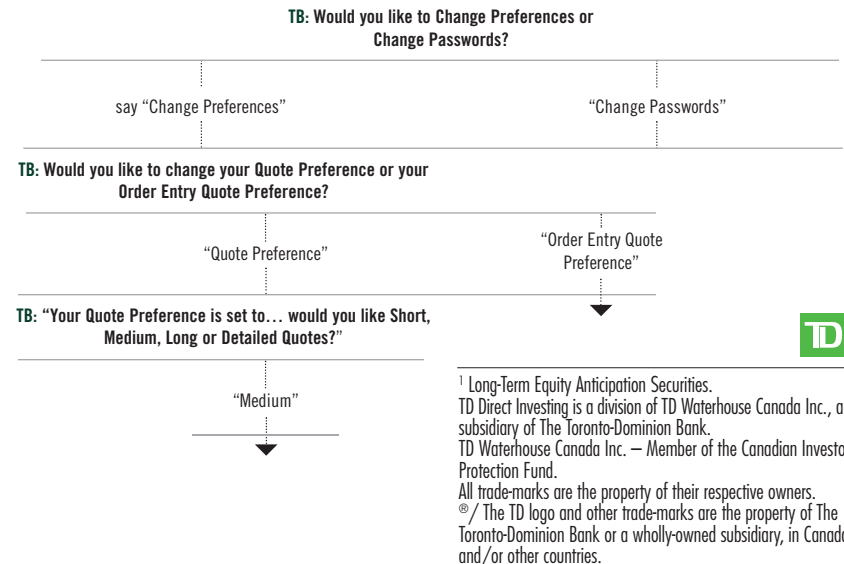 TB: Would you like to Change Preferences or
Change Passwords?
say “Change Preferences”
“Change Passwords”
TB: Would you like to change your Quote Preference or your
Order Entry Quote Preference?
“Quote Preference”
“Order Entry Quote
Preference”
TB: “Your Quote Preference is set to… would you like Short,
Medium, Long or Detailed Quotes?”
“Medium”
TD
1 Long-Term Equity Anticipation Securities.
TD Direct Investing is a division of TD Waterhouse Canada Inc., a
subsidiary of The Toronto-Dominion Bank.
TD Waterhouse Canada Inc. – Member of the Canadian Investo
Protection Fund.
All trade-marks are the property of their respective owners.
®/ The TD logo and other trade-marks are the property of The
Toronto-Dominion Bank or a wholly-owned subsidiary, in Canada
and/or other countries.